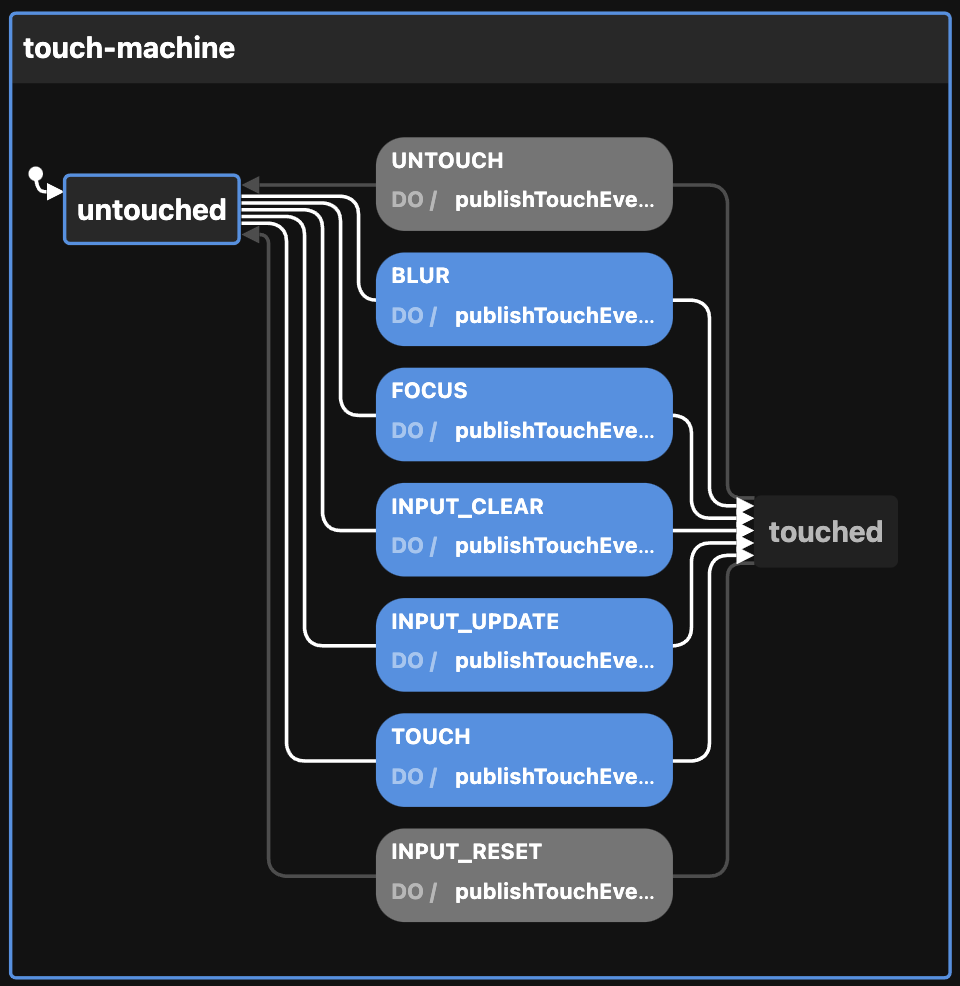 touch-machine
untouched
UNTOUCH
DO / publishTouchEve...
BLUR
DO / publishTouchEve...
FOCUS
DO / publishTouchEve...
INPUT_CLEAR
DO / publishTouchEve...
touched
INPUT_UPDATE
DO / publishTouchEve...
TOUCH
DO / publishTouchEve...
INPUT_RESET
DO / publishTouchEve...